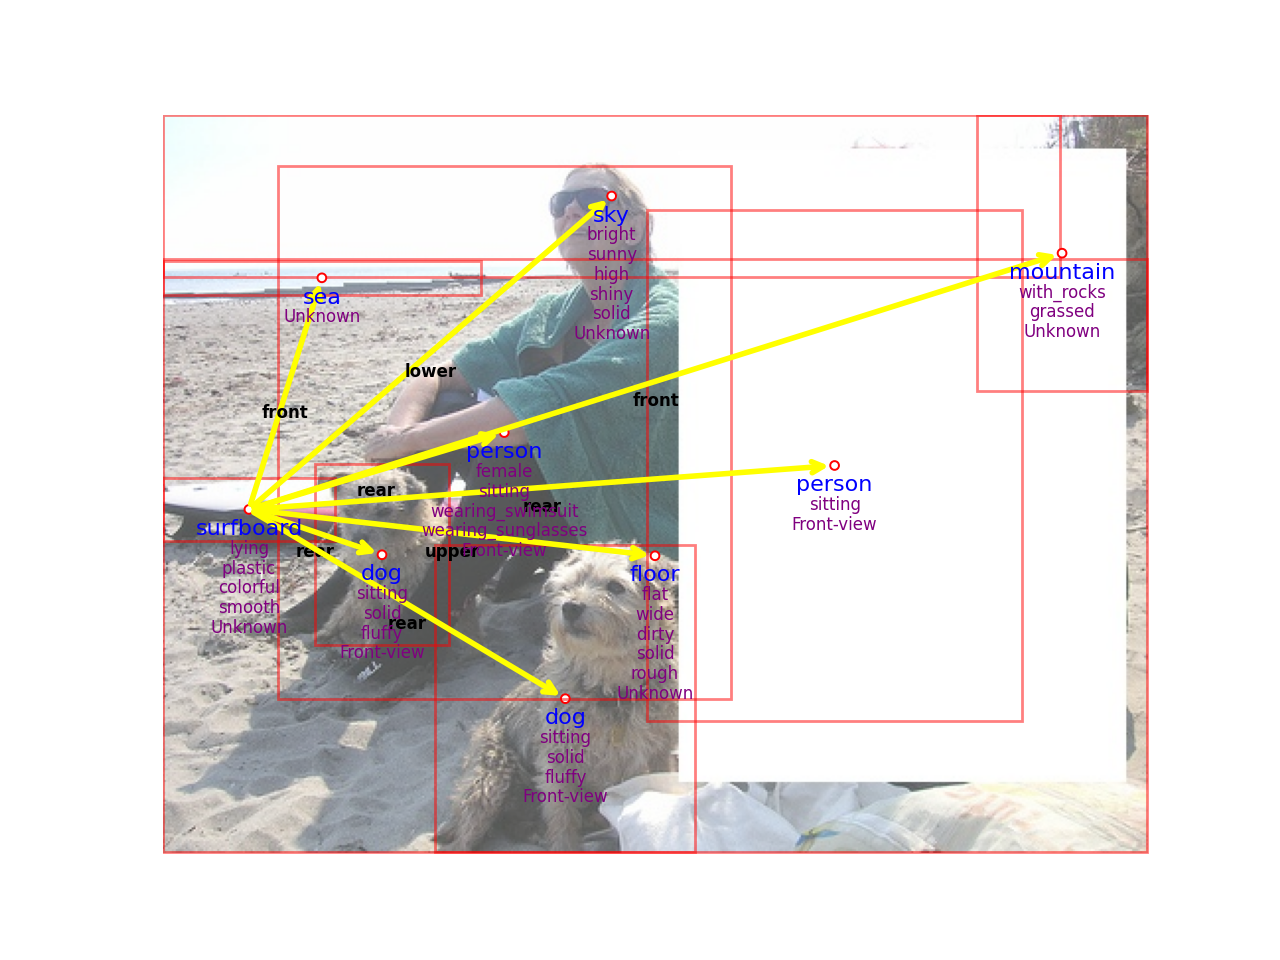 sky
bright
sunny
high
shiny
solid
Unknown
mountain
with_rocks
grassed
Unknown
sea
Unknown
lower
front
front
person
female
sitting
wearing_swimsuit
wearing_sunglasses
Front-view
person
sitting
Front-view
rear
rear
surfboard
lying
plastic
colorful
smooth
Unknown
rear
upper
dog
sitting
solid
fluffy
Front-view
floor
flat
wide
dirty
solid
rough
Unknown
rear
dog
sitting
solid
fluffy
Front-view